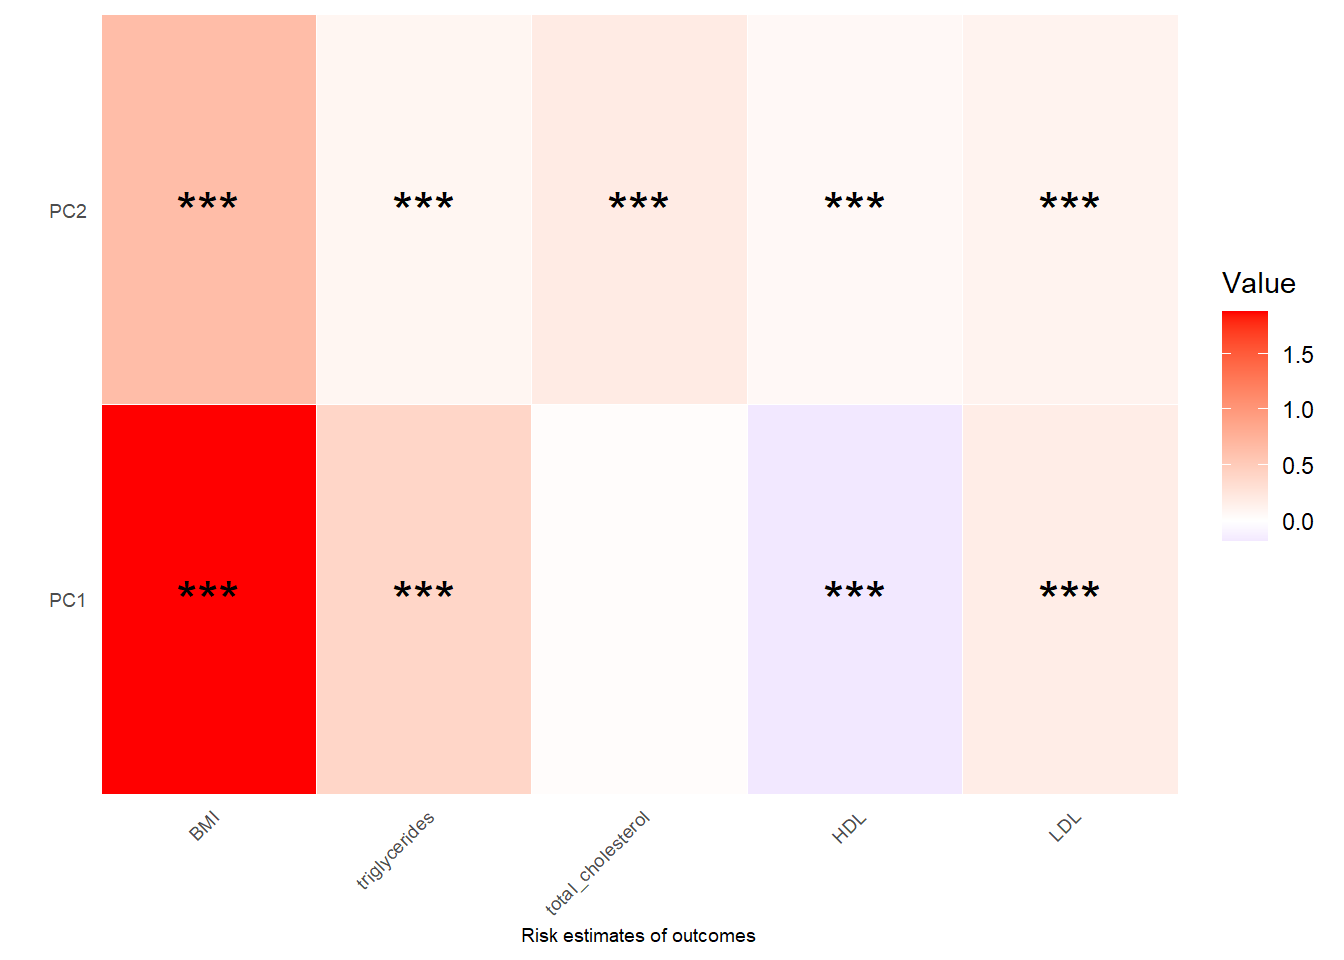 PC2
*** *** *** *** ***
PC1
*** *** *** ***
BMI
triglycerides
total_cholesterol
HDL
LDL
Risk estimates of outcomes
Value
1.5
1.0
0.5
0.0